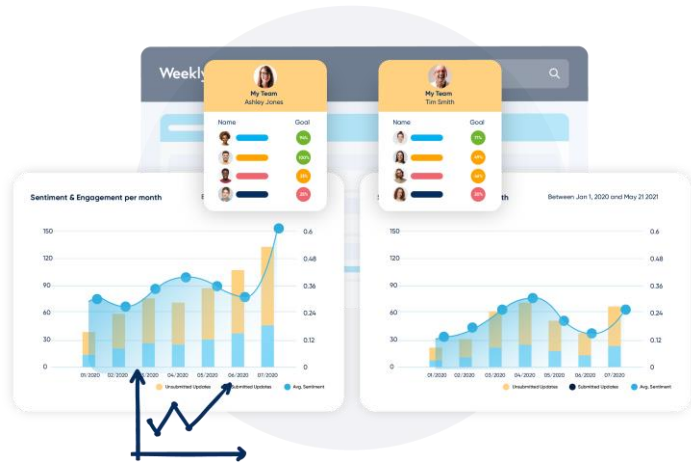 Weekly
My Team
Ashley Jones
Name Goal
100%
My Team
Tim Smith
Name Goal
Sentiment & Engagement per month
150 0.6
120 0.48
90 0.36
60 0.24
30 0.12
0 0
01/2020 02/2020 03/2020 04/2020 05/2020 06/2020 07/2020
Unsubmitted Updates Submitted Updates Avg. Sentiment
Between Jan 1, 2020 and May 21 2021
150 0.6
120 0.48
90 0.36
60 0.24
30 0.12
0 0
01/2020 02/2020 03/2020 04/2020 05/2020 06/2020 07/2020
Unsubmitted Updates Submitted Updates Avg. Sentiment